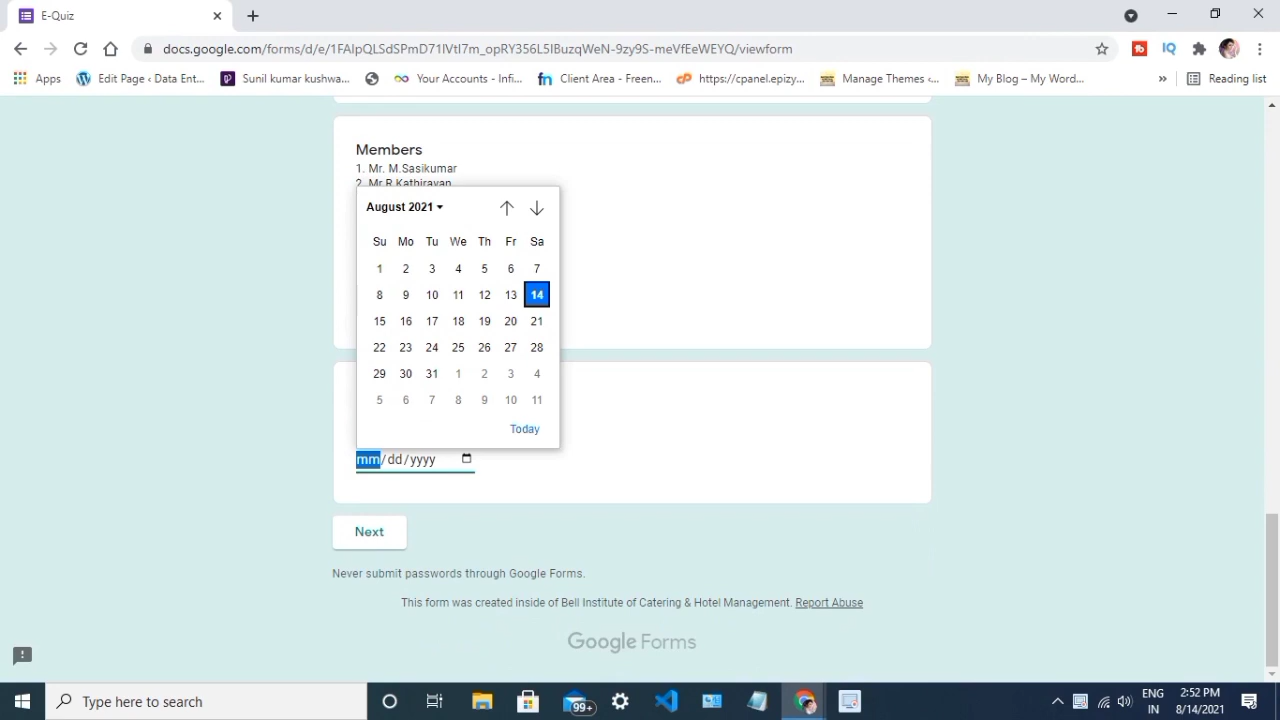 E-Quiz
docs.google.com/forms/d/e/1FAIpQLSdSPmD71IVtI7m_opRY356L5IBuzqWeN-9zy9S-meVfEeWEYQ/viewform
Apps Edit Page ‹ Data Ent... Sunil kumar kushwa... Your Accounts - Infi... Client Area - Freen... https://cpanel.epizy... Manage Themes ‹... My Blog – My Word... » Reading list
Members
1. Mr. M.Sasikumar
2. Mr.R.Kathiravan
August 2021
Su Mo Tu We Th Fr Sa
1 2 3 4 5 6 7
8 9 10 11 12 13 14
15 16 17 18 19 20 21
22 23 24 25 26 27 28
29 30 31 1 2 3 4
5 6 7 8 9 10 11
Today
mm/dd/yyyy
Next
Never submit passwords through Google Forms.
This form was created inside of Bell Institute of Catering & Hotel Management. Report Abuse
Google Forms
Type here to search
99+
ENG
IN
2:52 PM
8/14/2021